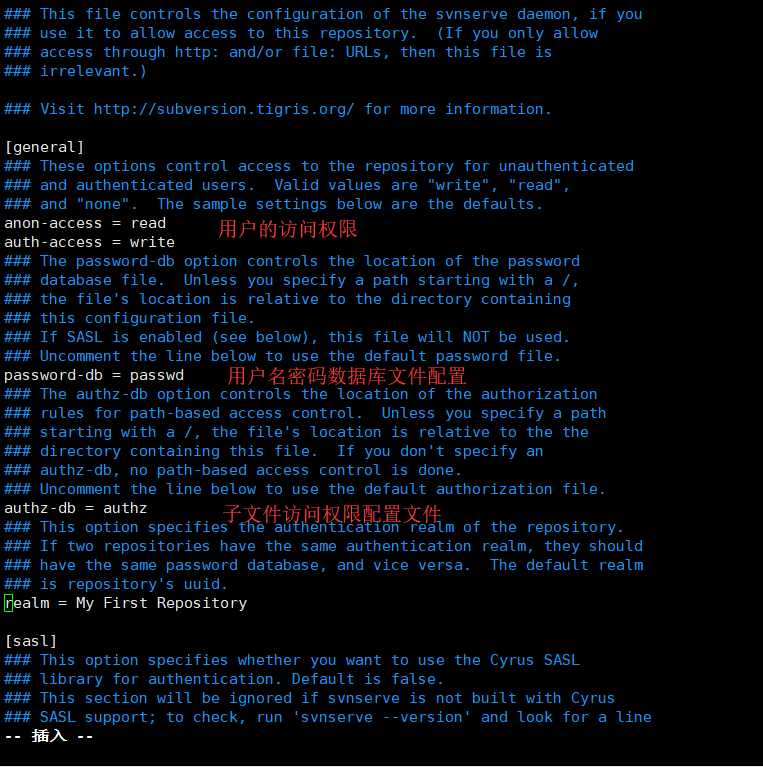 ### This file controls the configuration of the svnserve daemon, if you
### use it to allow access to this repository.  (If you only allow
### access through http: and/or file: URLs, then this file is
### irrelevant.)
### Visit http://subversion.tigris.org/ for more information.
[general]
### These options control access to the repository for unauthenticated
### and authenticated users.  Valid values are "write", "read",
### and "none".  The sample settings below are the defaults.
anon-access = read
用户的访问权限
auth-access = write
### The password-db option controls the location of the password
### database file.  Unless you specify a path starting with a /,
### the file's location is relative to the directory containing
### this configuration file.
### If SASL is enabled (see below), this file will NOT be used.
### Uncomment the line below to use the default password file.
password-db = passwd 用户名密码数据库文件配置
### The authz-db option controls the location of the authorization
### rules for path-based access control.  Unless you specify a path
### starting with a /, the file's location is relative to the the
### directory containing this file.  If you don't specify an
### authz-db, no path-based access control is done.
### Uncomment the line below to use the default authorization file.
authz-db = authz 子文件访问权限配置文件
### This option specifies the authentication realm of the repository.
### If two repositories have the same authentication realm, they should
### have the same password database, and vice versa.  The default realm
### is repository's uuid.
realm = My First Repository
[sasl]
### This option specifies whether you want to use the Cyrus SASL
### library for authentication. Default is false.
### This section will be ignored if svnserve is not built with Cyrus
### SASL support; to check, run 'svnserve --version' and look for a line
-- 插入 --